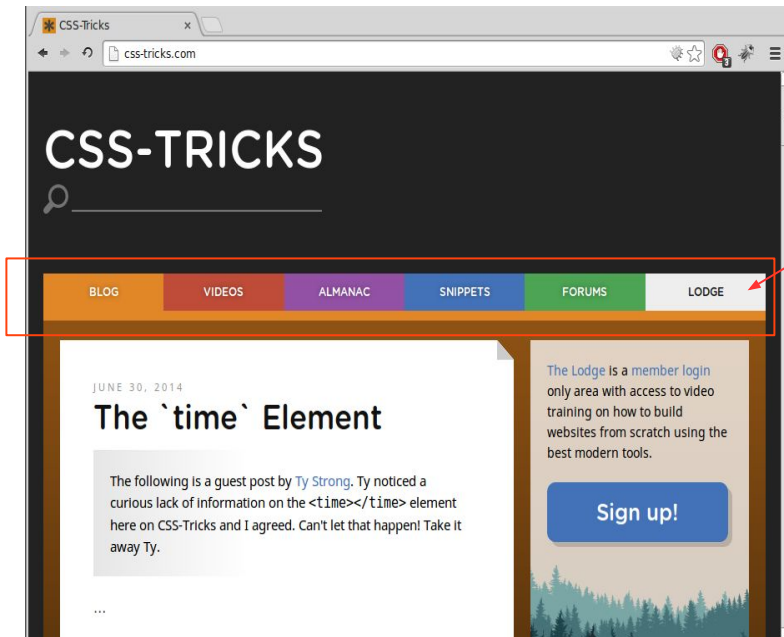 CSS-Tricks
css-tricks.com
3
CSS-TRICKS
BLOG VIDEOS ALMANAC SNIPPETS FORUMS LODGE
JUNE 30, 2014
The `time` Element
The following is a guest post by Ty Strong. Ty noticed a
curious lack of information on the <time></time> element
here on CSS-Tricks and I agreed. Can't let that happen! Take it
away Ty.
...
The Lodge is a member login
only area with access to video
training on how to build
websites from scratch using the
best modern tools.
Sign up!